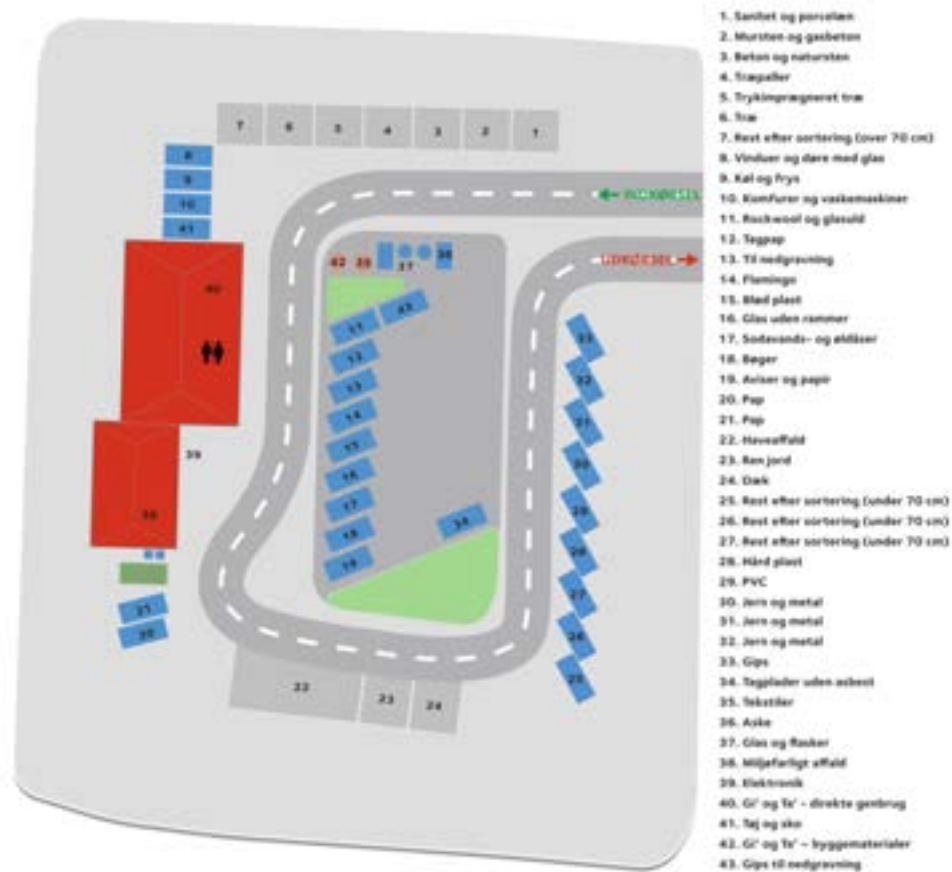 7 6 5 4 3 2 1
8
9
10
41
INDKØRSEL
UDKØRSEL
42 35 37 36
40
11 43
12
13
14
15
16
17
18
19
34
39
38
21
20
22 23 24
33
32
31
30
29
28
27
26
25
1. Sanitet og porcelæn
2. Mursten og gasbeton
3. Beton og natursten
4. Træpaller
5. Trykimprægneret træ
6. Træ
7. Rest efter sortering (over 70 cm)
8. Vinduer og døre med glas
9. Køl og frys
10. Komfurer og vaskemaskiner
11. Rockwool og glasuld
12. Tagpap
13. Til nedgravning
14. Flamingo
15. Blød plast
16. Glas uden rammer
17. Sodavands- og øldåser
18. Bøger
19. Aviser og papir
20. Pap
21. Pap
22. Haveaffald
23. Ren jord
24. Dæk
25. Rest efter sortering (under 70 cm)
26. Rest efter sortering (under 70 cm)
27. Rest efter sortering (under 70 cm)
28. Hård plast
29. PVC
30. Jern og metal
31. Jern og metal
32. Jern og metal
33. Gips
34. Tagplader uden asbest
35. Tekstiler
36. Aske
37. Glas og flasker
38. Miljøfarligt affald
39. Elektronik
40. Gi' og Ta' - direkte genbrug
41. Tøj og sko
42. Gi' og Ta' - byggematerialer
43. Gips til nedgravning